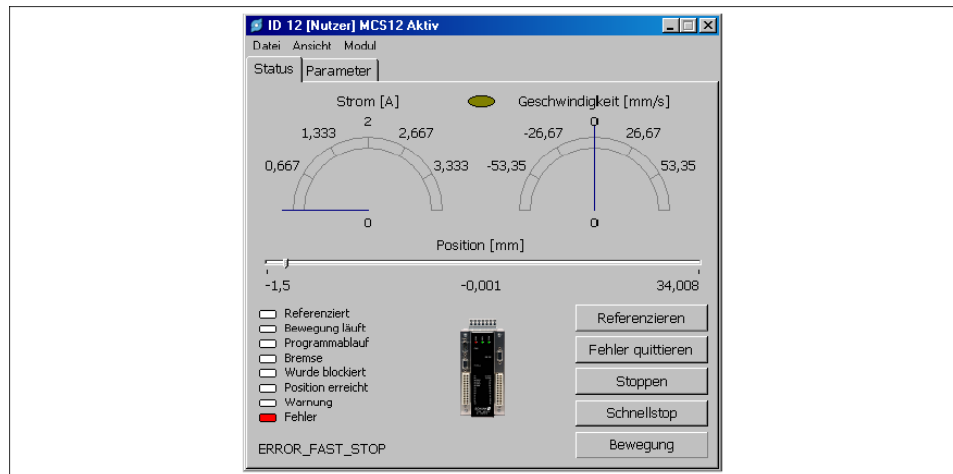 ID 12 [Nutzer] MCS12 Aktiv
Datei Ansicht Modul
Status Parameter
Strom [A] Geschwindigkeit [mm/s]
2 0
1,333 2,667 -26,67 26,67
0,667 3,333 -53,35 53,35
0 0
Position [mm]
-1,5 -0,001 34,008
Referenziert
Bewegung läuft
Programmablauf
Bremse
Wurde blockiert
Position erreicht
Warnung
Fehler
ERROR_FAST_STOP
Referenzieren
Fehler quittieren
Stoppen
Schnellstop
Bewegung